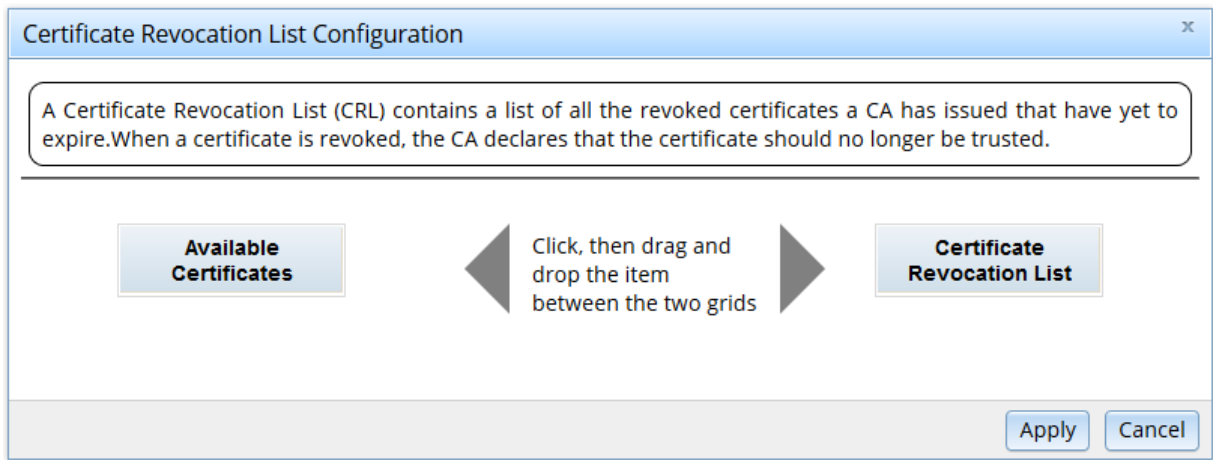 Certificate Revocation List Configuration
x
A Certificate Revocation List (CRL) contains a list of all the revoked certificates a CA has issued that have yet to
expire.When a certificate is revoked, the CA declares that the certificate should no longer be trusted.
Available
Certificates
Click, then drag and
drop the item
between the two grids
Certificate
Revocation List
Apply
Cancel